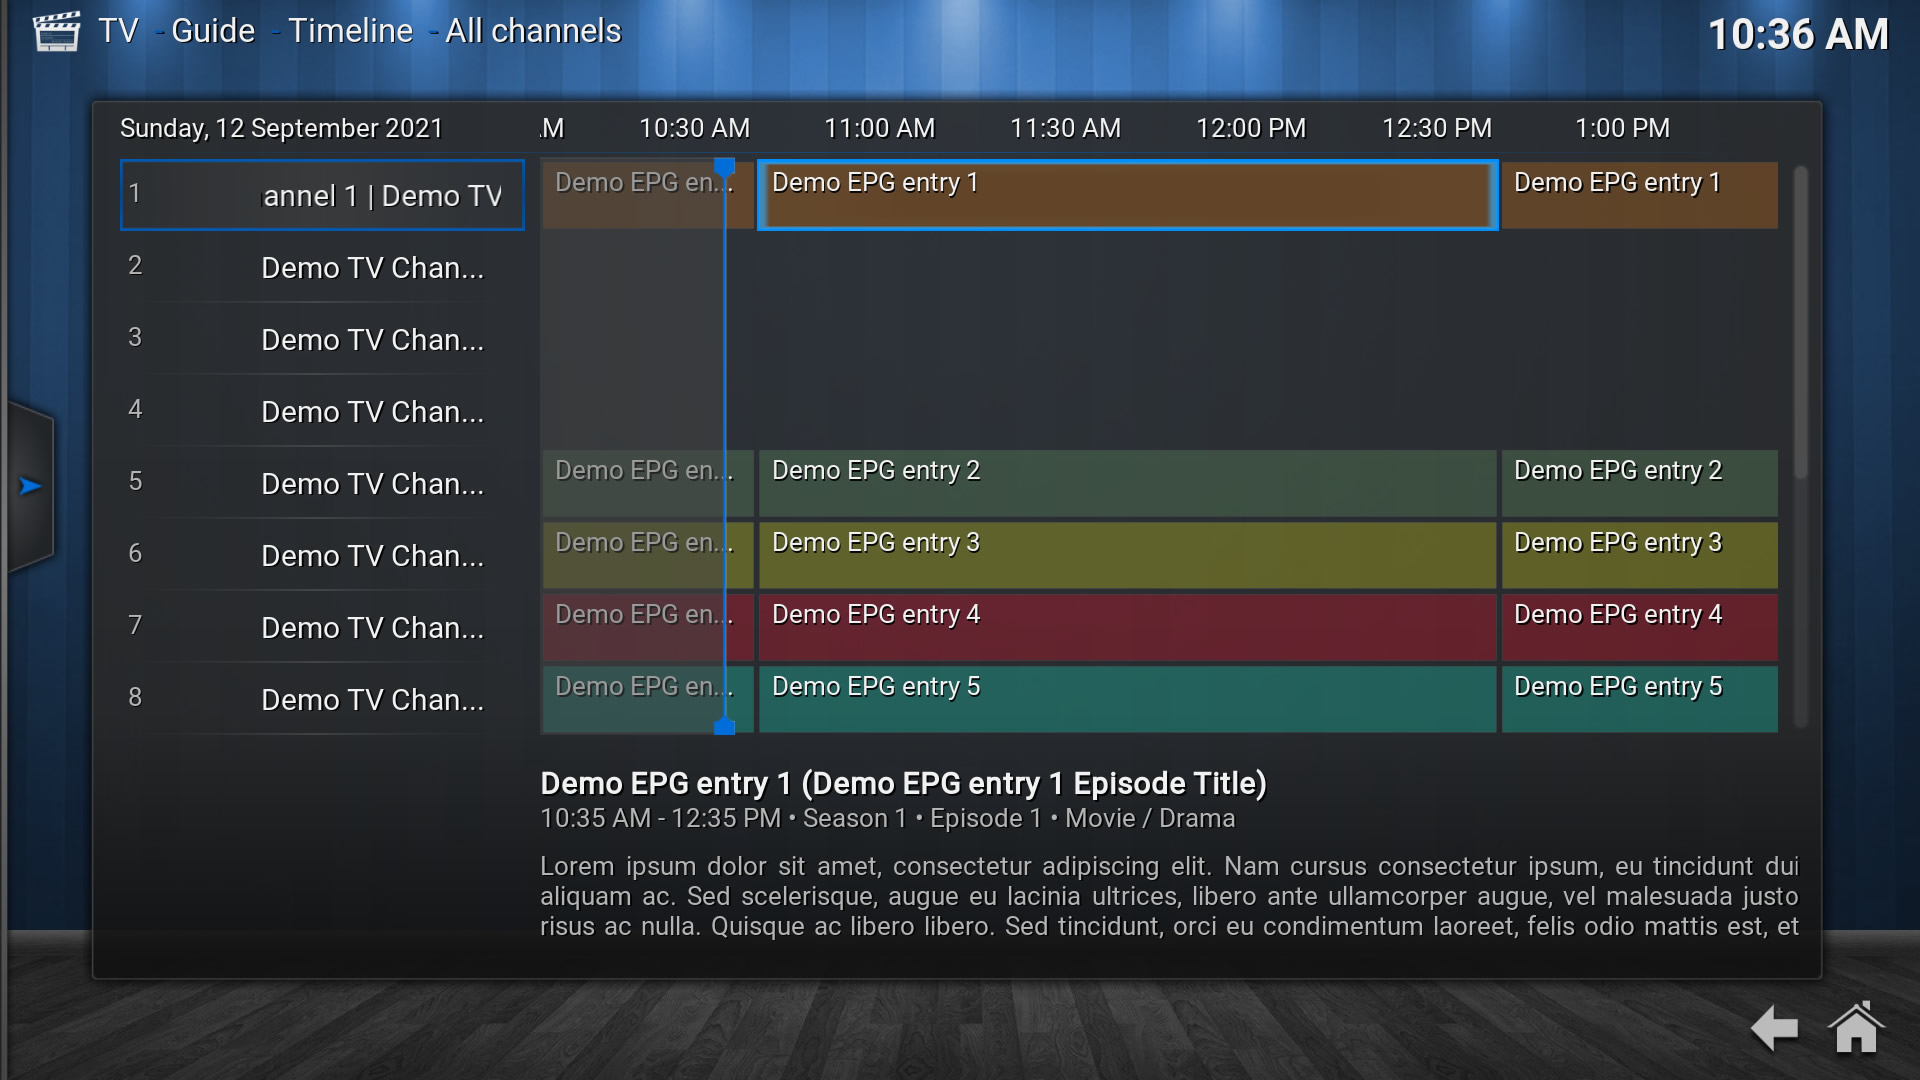 TV - Guide - Timeline - All channels
10:36 AM
Sunday, 12 September 2021 .M 10:30 AM 11:00 AM 11:30 AM 12:00 PM 12:30 PM 1:00 PM
1 annel 1 | Demo TV Demo EPG en... Demo EPG entry 1 Demo EPG entry 1
2 Demo TV Chan...
3 Demo TV Chan...
4 Demo TV Chan...
5 Demo TV Chan... Demo EPG en... Demo EPG entry 2 Demo EPG entry 2
6 Demo TV Chan... Demo EPG en... Demo EPG entry 3 Demo EPG entry 3
7 Demo TV Chan... Demo EPG en... Demo EPG entry 4 Demo EPG entry 4
8 Demo TV Chan... Demo EPG en... Demo EPG entry 5 Demo EPG entry 5
Demo EPG entry 1 (Demo EPG entry 1 Episode Title)
10:35 AM - 12:35 PM • Season 1 • Episode 1 • Movie / Drama
Lorem ipsum dolor sit amet, consectetur adipiscing elit. Nam cursus consectetur ipsum, eu tincidunt dui
aliquam ac. Sed scelerisque, augue eu lacinia ultrices, libero ante ullamcorper augue, vel malesuada justo
risus ac nulla. Quisque ac libero libero. Sed tincidunt, orci eu condimentum laoreet, felis odio mattis est, et